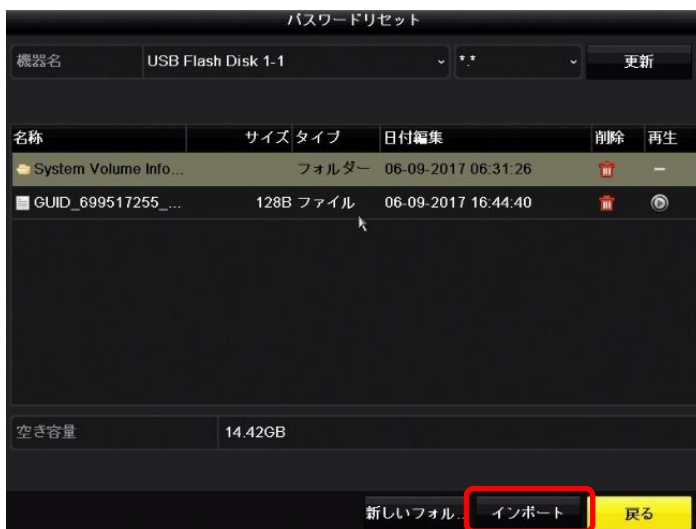 パスワードリセット
機器名 USB Flash Disk 1-1 *.* 更新
名称 サイズ タイプ 日付編集 削除 再生
System Volume Info... フォルダー 06-09-2017 06:31:26 –
GUID_699517255_... 128B ファイル 06-09-2017 16:44:40
空き容量 14.42GB
新しいフォル... インポート 戻る